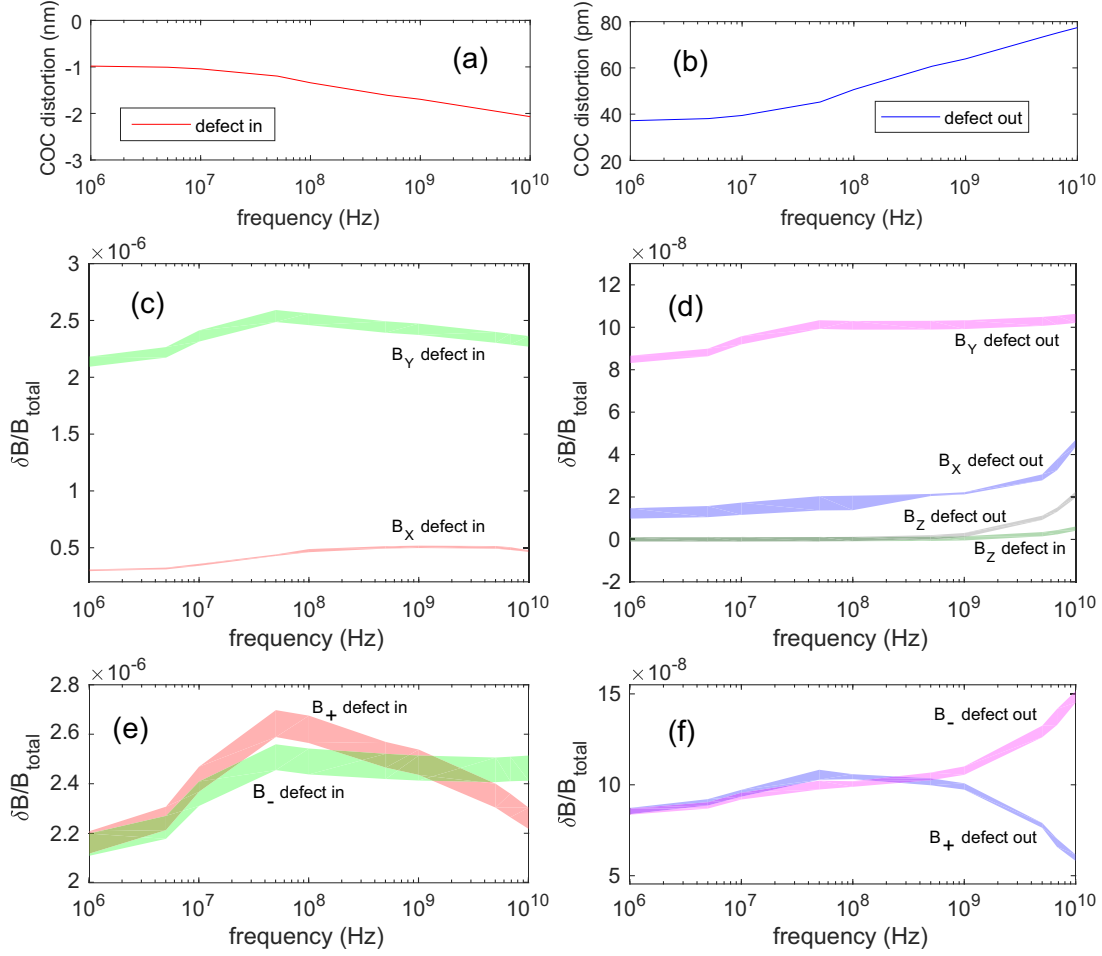 COC distortion (nm)
0
-1
-2
-3
(a)
defect in
10^6
10^7
10^8
10^9
10^10
frequency (Hz)
COC distortion (pm)
80
60
40
20
(b)
defect out
10^6
10^7
10^8
10^9
10^10
frequency (Hz)
× 10^-6
δB/B_total
3
2.5
2
1.5
1
0.5
(c)
B_Y defect in
B_X defect in
10^6
10^7
10^8
10^9
10^10
frequency (Hz)
× 10^-8
δB/B_total
12
10
8
6
4
2
0
-2
(d)
B_Y defect out
B_X defect out
B_Z defect out
B_Z defect in
10^6
10^7
10^8
10^9
10^10
frequency (Hz)
× 10^-6
δB/B_total
2.8
2.6
2.4
2.2
2
(e)
B_+ defect in
B_- defect in
10^6
10^7
10^8
10^9
10^10
frequency (Hz)
× 10^-8
δB/B_total
15
10
5
(f)
B_- defect out
B_+ defect out
10^6
10^7
10^8
10^9
10^10
frequency (Hz)